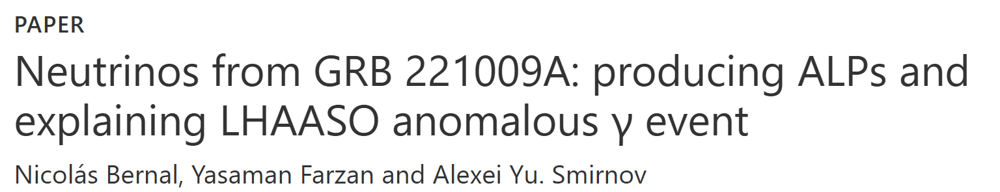 PAPER
Neutrinos from GRB 221009A: producing ALPs and
explaining LHAASO anomalous γ event
Nicolás Bernal, Yasaman Farzan and Alexei Yu. Smirnov